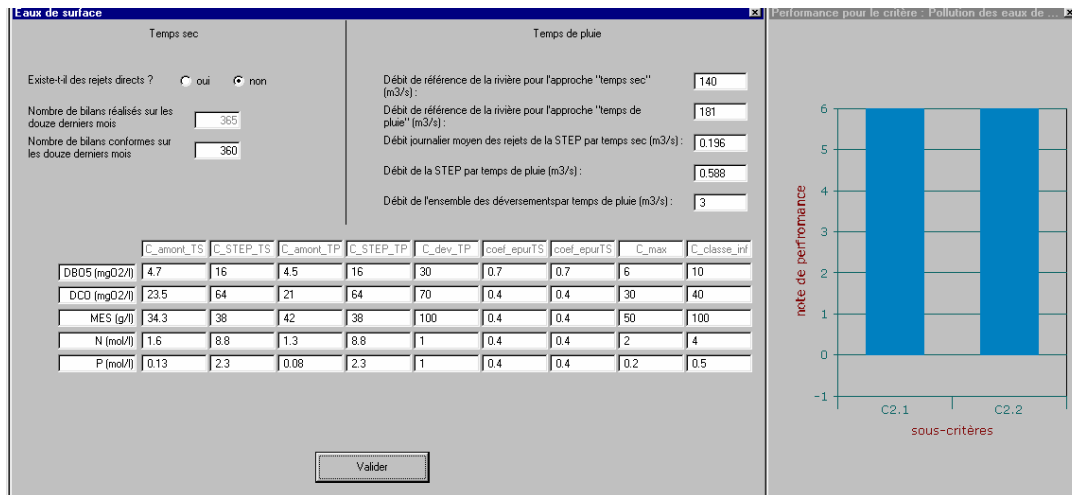 Eaux de surface
Temps sec
Temps de pluie
Existe-t-il des rejets directs ? oui non
Nombre de bilans réalisés sur les
douze derniers mois 365
Nombre de bilans conformes sur
les douze derniers mois 360
Débit de référence de la rivière pour l'approche "temps sec"
(m3/s) : 140
Débit de référence de la rivière pour l'approche "temps de
pluie" (m3/s) : 181
Débit journalier moyen des rejets de la STEP par temps sec (m3/s) : 0.196
Débit de la STEP par temps de pluie (m3/s) : 0.588
Débit de l'ensemble des déversementspar temps de pluie (m3/s) : 3
C_amont_TS C_STEP_TS C_amont_TP C_STEP_TP C_dev_TP coef_epurTS coef_epurTS C_max C_classe_inf
DBO5 (mgO2/l) 4.7 16 4.5 16 30 0.7 0.7 6 10
DCO (mgO2/l) 23.5 64 21 64 70 0.4 0.4 30 40
MES (g/l) 34.3 38 42 38 100 0.4 0.4 50 100
N (mol/l) 1.6 8.8 1.3 8.8 1 0.4 0.4 2 4
P (mol/l) 0.13 2.3 0.08 2.3 1 0.4 0.4 0.2 0.5
Valider
Performance pour le critère : Pollution des eaux de ...
note de perfromance
6
5
4
3
2
1
0
-1
C2.1 C2.2
sous-critères